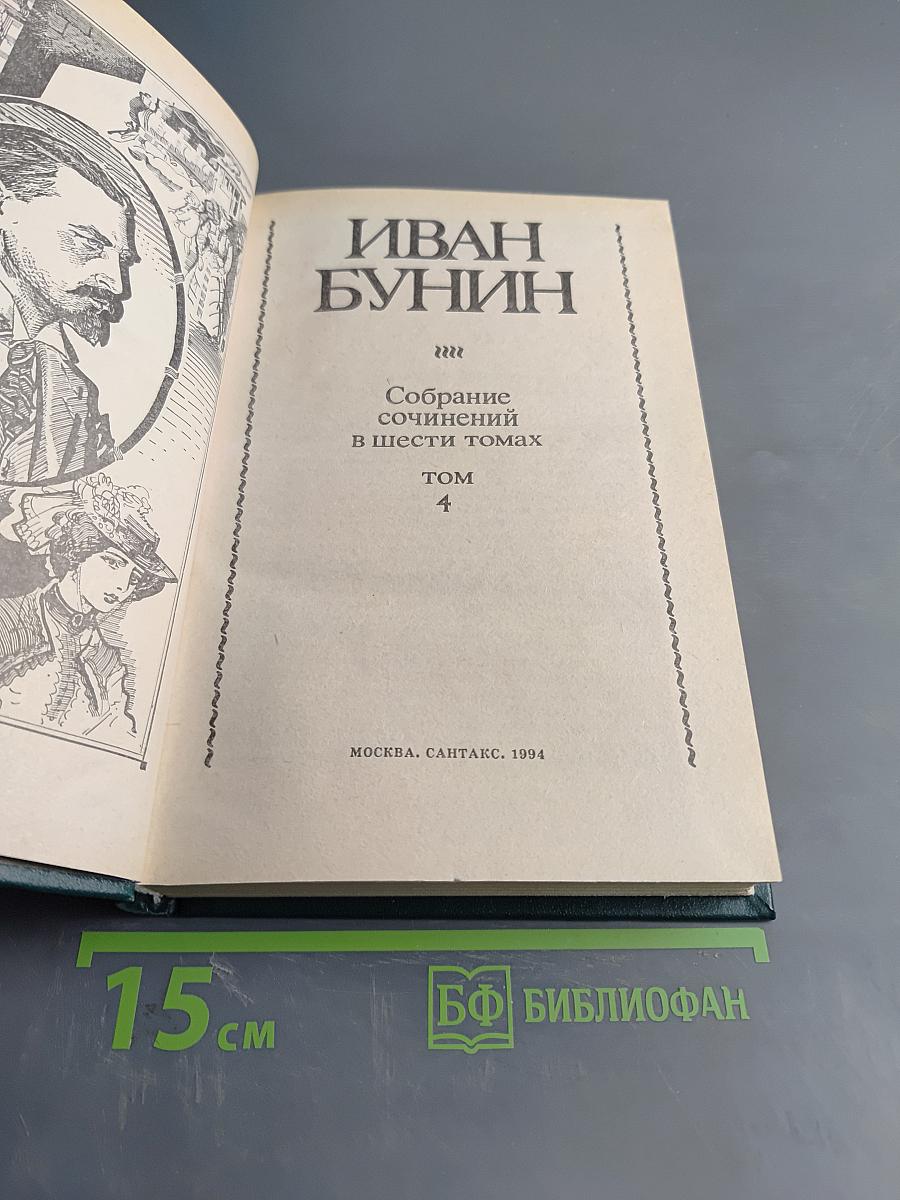 ИВАН
БУНИН
Собрание
сочинений
в шести томах
том
4
МОСКВА. САНТАКС. 1994
15 см
БФ БИБЛИОФАН